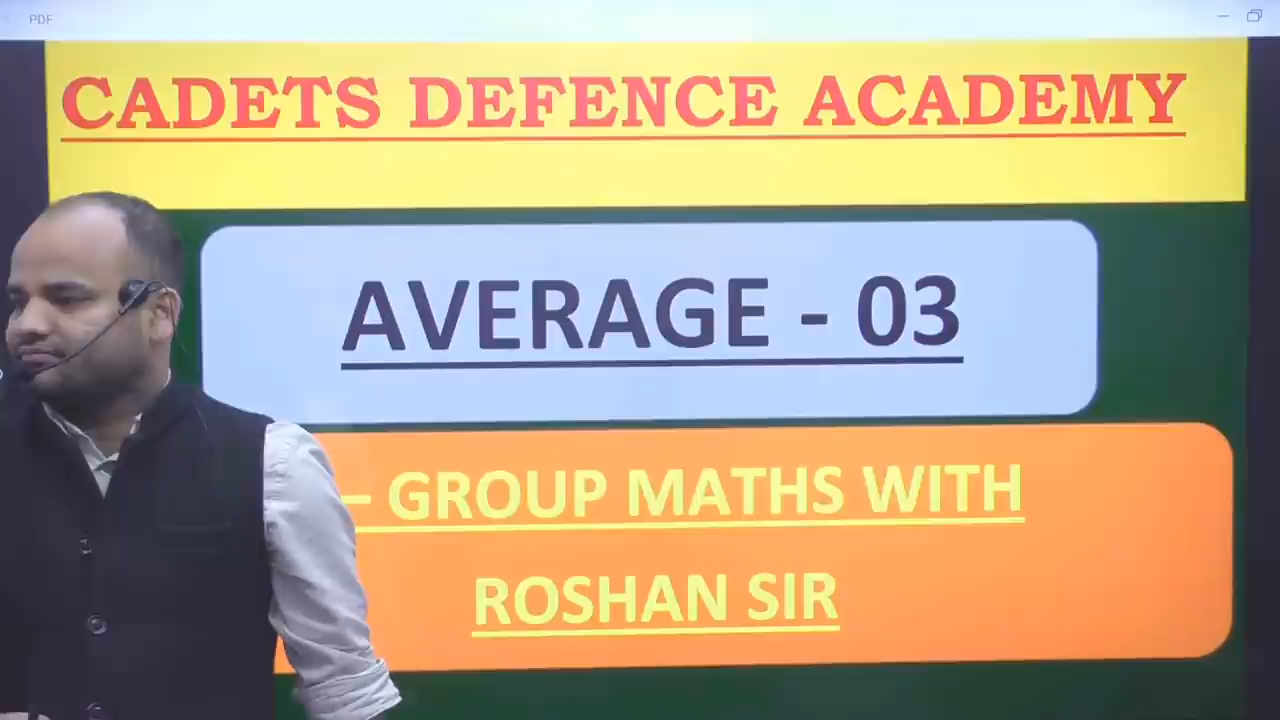 PDF
CADETS DEFENCE ACADEMY
AVERAGE - 03
– GROUP MATHS WITH
ROSHAN SIR